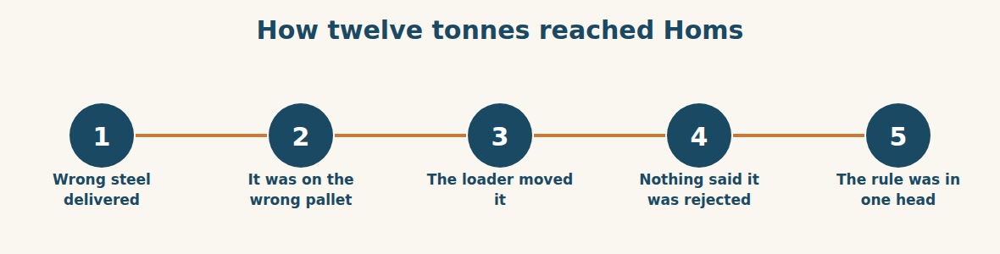 How twelve tonnes reached Homs
1
2
3
4
5
Wrong steel
delivered
It was on the
wrong pallet
The loader moved
it
Nothing said it
was rejected
The rule was in
one head